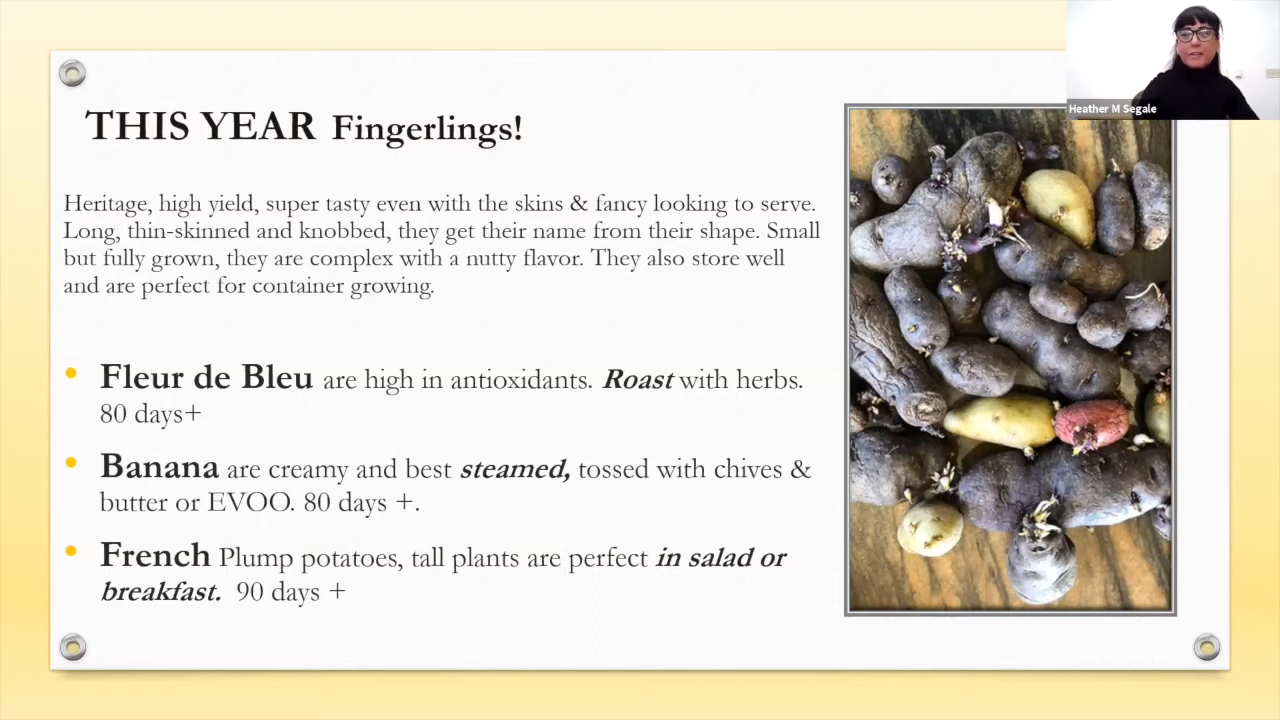 Heather M Segale
THIS YEAR Fingerlings!
Heritage, high yield, super tasty even with the skins & fancy looking to serve.
Long, thin-skinned and knobbed, they get their name from their shape. Small
but fully grown, they are complex with a nutty flavor. They also store well
and are perfect for container growing.
• Fleur de Bleu are high in antioxidants. Roast with herbs.
80 days+
• Banana are creamy and best steamed, tossed with chives &
butter or EVOO. 80 days +.
• French Plump potatoes, tall plants are perfect in salad or
breakfast. 90 days +